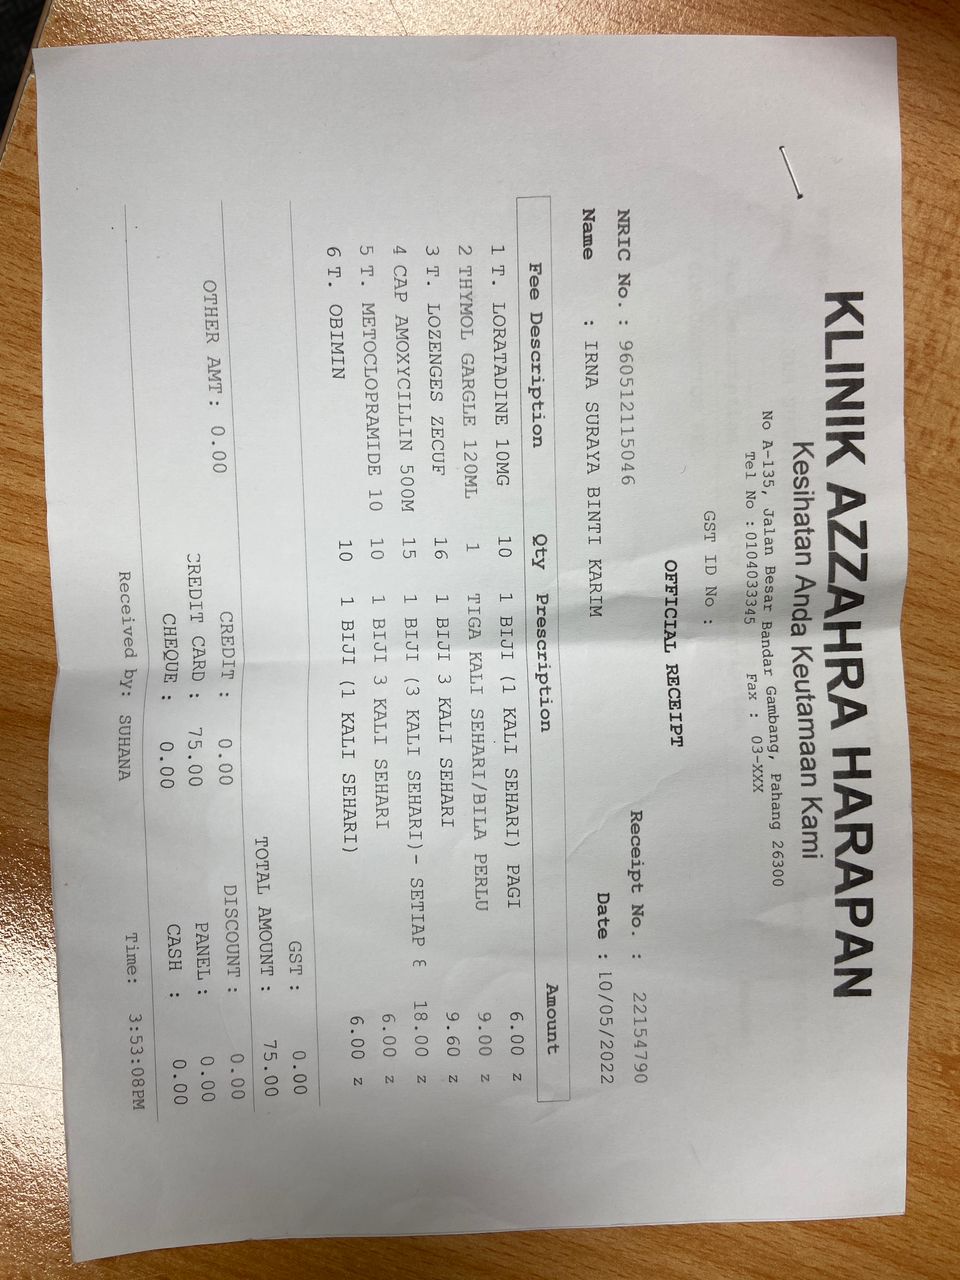 KLINIK AZZAHRA HARAPAN
Kesihatan Anda Keutamaan Kami
No A-135, Jalan Besar Bandar Gambang, Pahang 26300
Tel No :0104033345 Fax : 03-XXX
GST ID No :
OFFICIAL RECEIPT
Receipt No. : 22154790
NRIC No. : 960512115046 Date : 10/05/2022
Name : IRNA SURAYA BINTI KARIM
Fee Description Qty Prescription Amount
1 T. LORATADINE 10MG 10 1 BIJI (1 KALI SEHARI) PAGI 6.00 z
2 THYMOL GARGLE 120ML 1 TIGA KALI SEHARI/BILA PERLU 9.00 z
3 T. LOZENGES ZECUF 16 1 BIJI 3 KALI SEHARI 9.60 z
4 CAP AMOXYCILLIN 500M 15 1 BIJI (3 KALI SEHARI)- SETIAP 18.00 z
5 T. METOCLOPRAMIDE 10 10 1 BIJI 3 KALI SEHARI 6.00 z
6 T. OBIMIN 10 1 BIJI (1 KALI SEHARI) 6.00 z
GST : 0.00
TOTAL AMOUNT : 75.00
CREDIT : 0.00 DISCOUNT : 0.00
OTHER AMT : 0.00 CREDIT CARD : 75.00 PANEL : 0.00
CHEQUE : 0.00 CASH : 0.00
Received by: SUHANA Time: 3:53:08PM